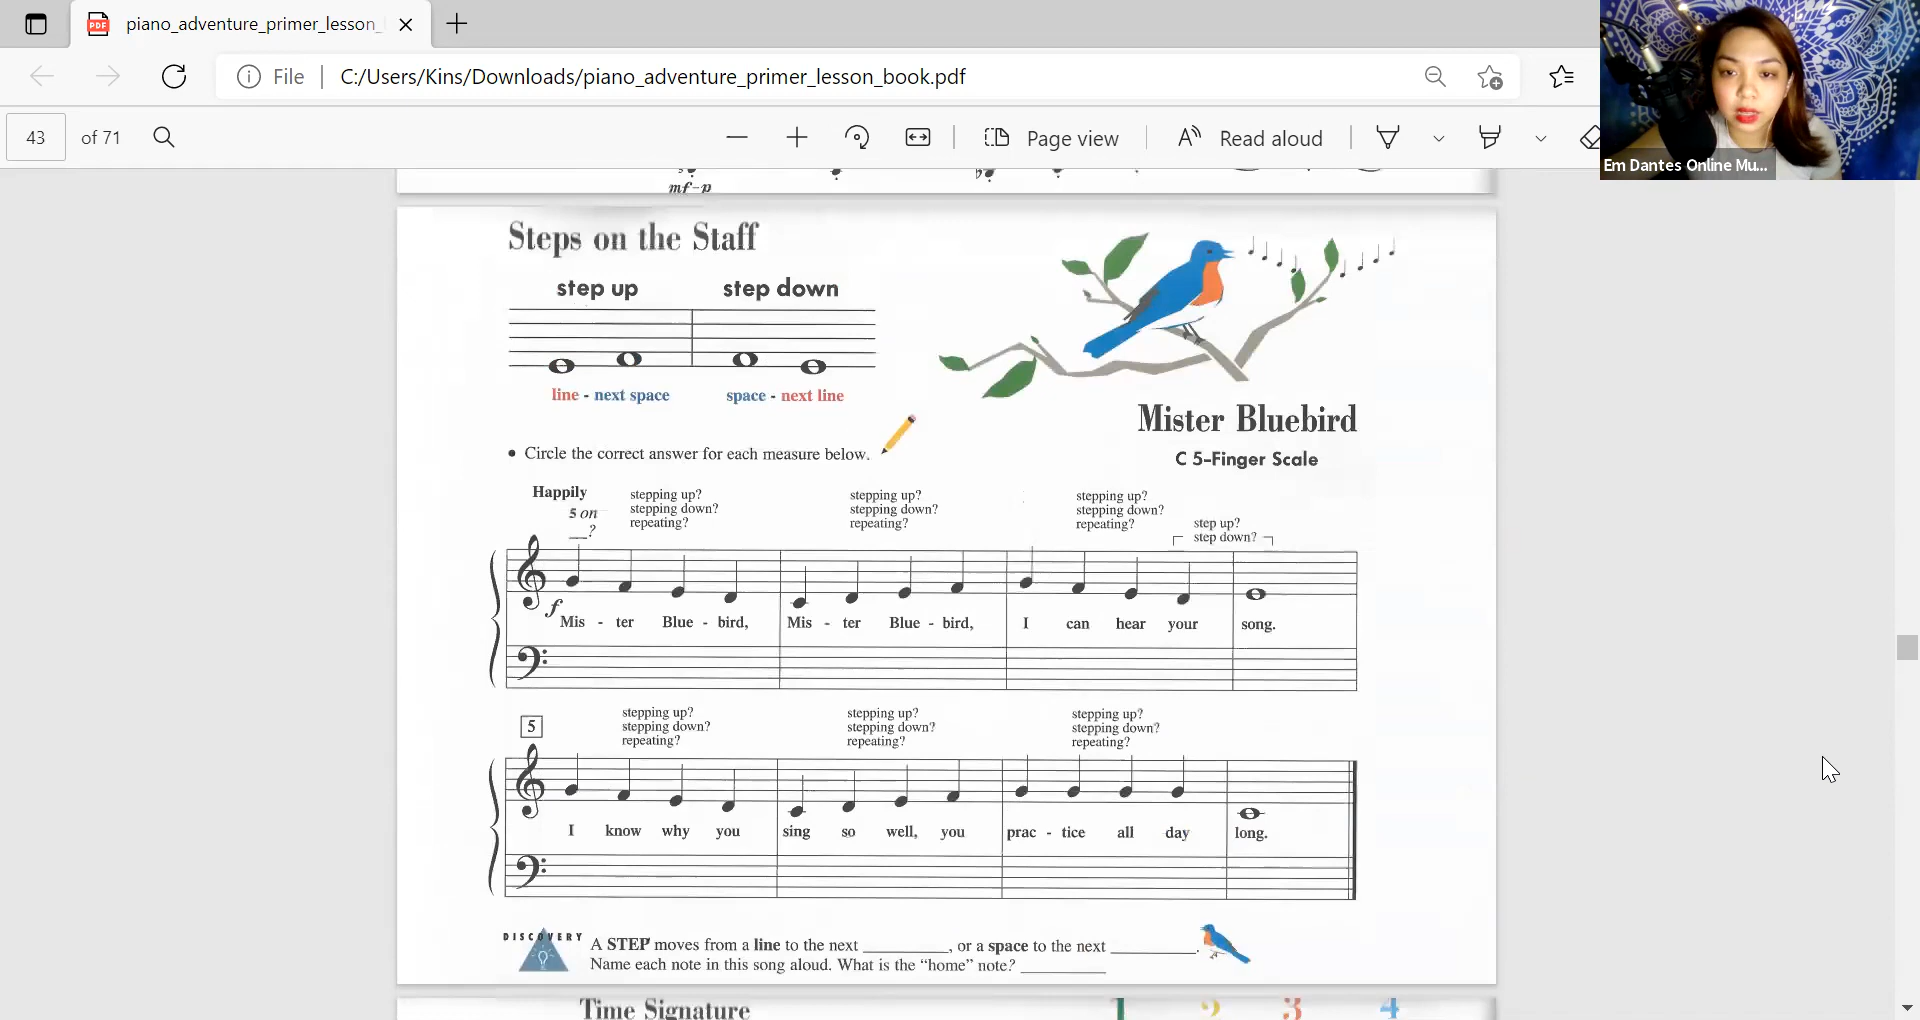 piano_adventure_primer_lesson_
File
C:/Users/Kins/Downloads/piano_adventure_primer_lesson_book.pdf
43 of 71
Page view
Read aloud
Em Dantes Online Mu...
mf-p
Steps on the Staff
step up step down
line - next space space - next line
• Circle the correct answer for each measure below.
Mister Bluebird
C 5-Finger Scale
Happily
5 on
__?
stepping up?
stepping down?
repeating?
stepping up?
stepping down?
repeating?
stepping up?
stepping down?
repeating?
step up?
step down?
f
Mis - ter Blue - bird, Mis - ter Blue - bird, I can hear your song.
5
stepping up?
stepping down?
repeating?
stepping up?
stepping down?
repeating?
stepping up?
stepping down?
repeating?
I know why you sing so well, you prac - tice all day long.
DISCOVERY
A STEP moves from a line to the next ________, or a space to the next ________.
Name each note in this song aloud. What is the “home” note? ________
Time Signature
1 2 3 4